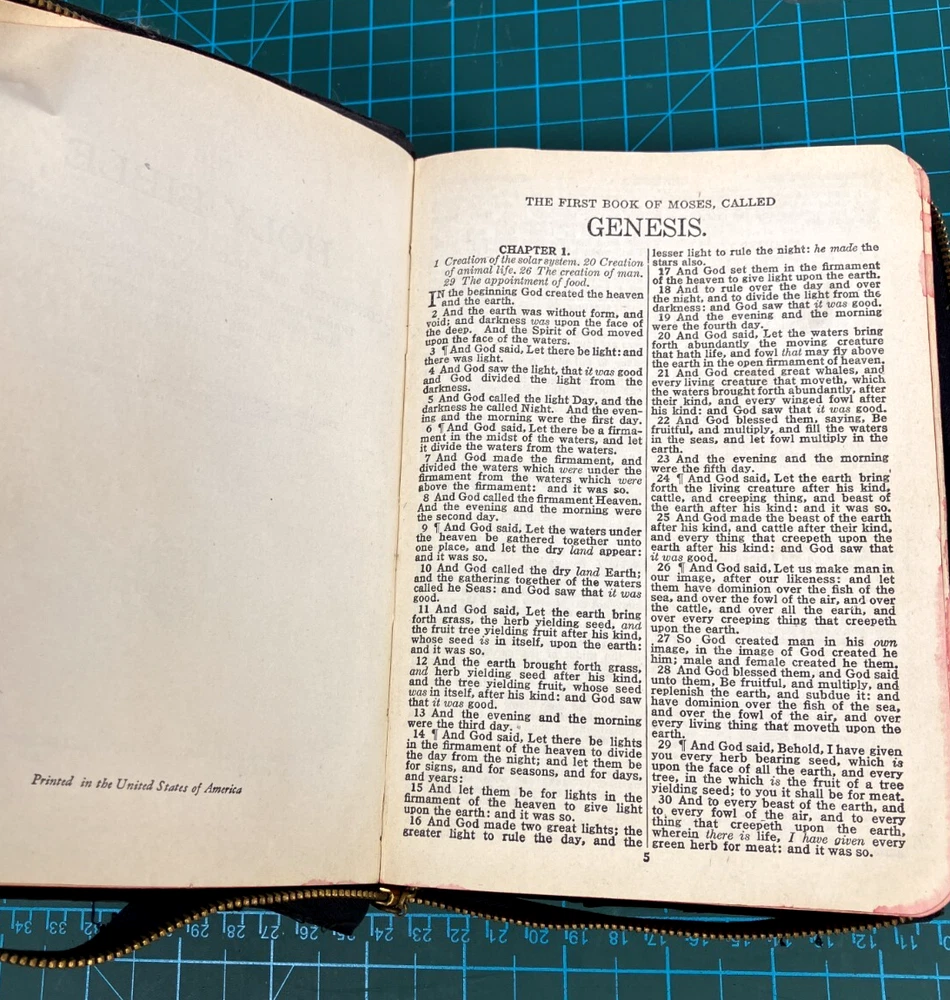 Printed in the United States of America
THE FIRST BOOK OF MOSES, CALLED
GENESIS.
CHAPTER 1.
1 Creation of the solar system. 20 Creation
of animal life. 26 The creation of man.
29 The appointment of food.
IN the beginning God created the heaven
and the earth.
2 And the earth was without form, and
void; and darkness was upon the face of
the deep. And the Spirit of God moved
upon the face of the waters.
3 ¶ And God said, Let there be light: and
there was light.
4 And God saw the light, that it was good
and God divided the light from the
darkness.
5 And God called the light Day, and the
darkness he called Night. And the even-
ing and the morning were the first day.
6 ¶ And God said, Let there be a firma-
ment in the midst of the waters, and let
it divide the waters from the waters.
7 And God made the firmament, and
divided the waters which were under the
firmament from the waters which were
above the firmament: and it was so.
8 And God called the firmament Heaven.
And the evening and the morning were
the second day.
9 ¶ And God said, Let the waters under
the heaven be gathered together unto
one place, and let the dry land appear:
and it was so.
10 And God called the dry land Earth;
and the gathering together of the waters
called he Seas: and God saw that it was
good.
11 And God said, Let the earth bring
forth grass, the herb yielding seed, and
the fruit tree yielding fruit after his kind,
whose seed is in itself, upon the earth:
and it was so.
12 And the earth brought forth grass,
and herb yielding seed after his kind,
and the tree yielding fruit, whose seed
was in itself, after his kind: and God saw
that it was good.
13 And the evening and the morning
were the third day.
14 ¶ And God said, Let there be lights
in the firmament of the heaven to divide
the day from the night; and let them be
for signs, and for seasons, and for days,
and years:
15 And let them be for lights in the
firmament of the heaven to give light
upon the earth: and it was so.
16 And God made two great lights; the
greater light to rule the day, and the
lesser light to rule the night: he made the
stars also.
17 And God set them in the firmament
of the heaven to give light upon the earth,
18 And to rule over the day and over
the night, and to divide the light from the
darkness: and God saw that it was good.
19 And the evening and the morning
were the fourth day.
20 And God said, Let the waters bring
forth abundantly the moving creature
that hath life, and fowl that may fly above
the earth in the open firmament of heaven.
21 And God created great whales, and
every living creature that moveth, which
the waters brought forth abundantly, after
their kind, and every winged fowl after
his kind: and God saw that it was good.
22 And God blessed them, saying, Be
fruitful, and multiply, and fill the waters
in the seas, and let fowl multiply in the
earth.
23 And the evening and the morning
were the fifth day.
24 ¶ And God said, Let the earth bring
forth the living creature after his kind,
cattle, and creeping thing, and beast of
the earth after his kind: and it was so.
25 And God made the beast of the earth
after his kind, and cattle after their kind,
and every thing that creepeth upon the
earth after his kind: and God saw that
it was good.
26 ¶ And God said, Let us make man in
our image, after our likeness: and let
them have dominion over the fish of the
sea, and over the fowl of the air, and over
the cattle, and over all the earth, and
over every creeping thing that creepeth
upon the earth.
27 So God created man in his own
image, in the image of God created he
him; male and female created he them.
28 And God blessed them, and God said
unto them, Be fruitful, and multiply, and
replenish the earth, and subdue it: and
have dominion over the fish of the sea,
and over the fowl of the air, and over
every living thing that moveth upon the
earth.
29 ¶ And God said, Behold, I have given
you every herb bearing seed, which is
upon the face of all the earth, and every
tree, in the which is the fruit of a tree
yielding seed; to you it shall be for meat.
30 And to every beast of the earth, and
to every fowl of the air, and to every
thing that creepeth upon the earth,
wherein there is life, I have given every
green herb for meat: and it was so.
5
34 33 32 29 28 27 26 25 22 21 20 19 18 17 16 15 13 12 11